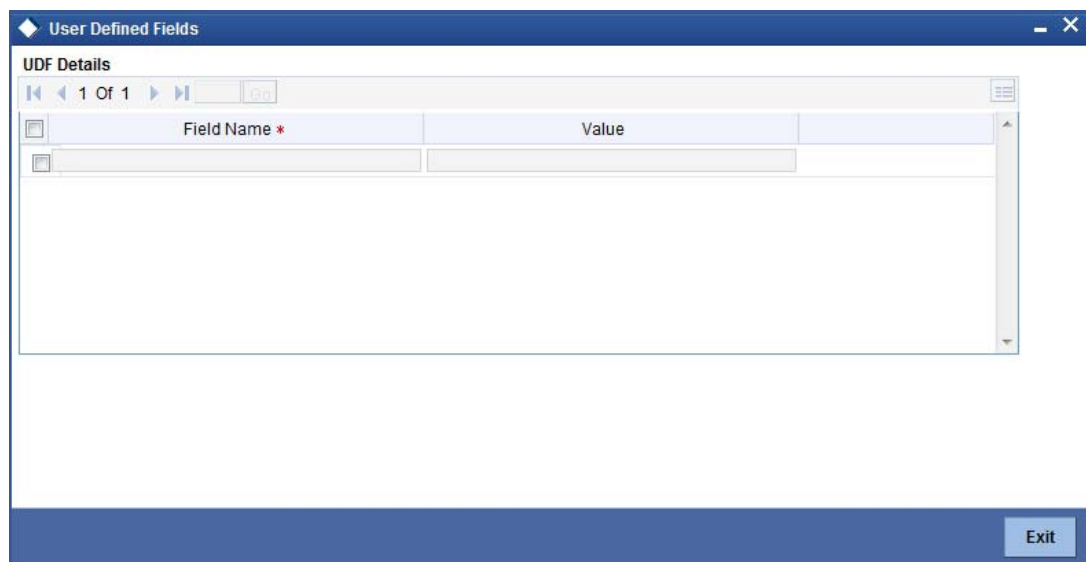 User Defined Fields
UDF Details
1 Of 1 Go
Field Name * Value
Exit